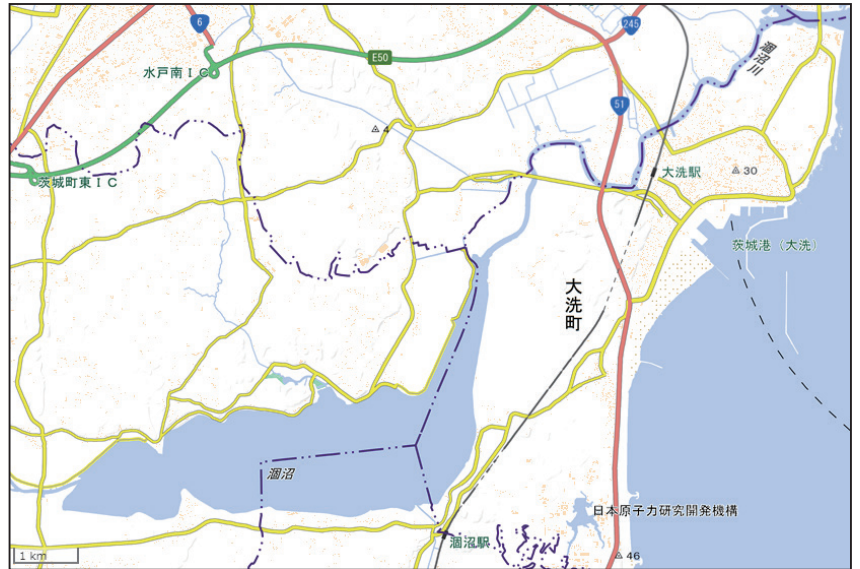 6
245
水戸南ＩＣ
E50
涸沼川
51
4
茨城町東ＩＣ
大洗駅
30
茨城港（大洗）
大洗町
涸沼
日本原子力研究開発機構
涸沼駅
46
1 km